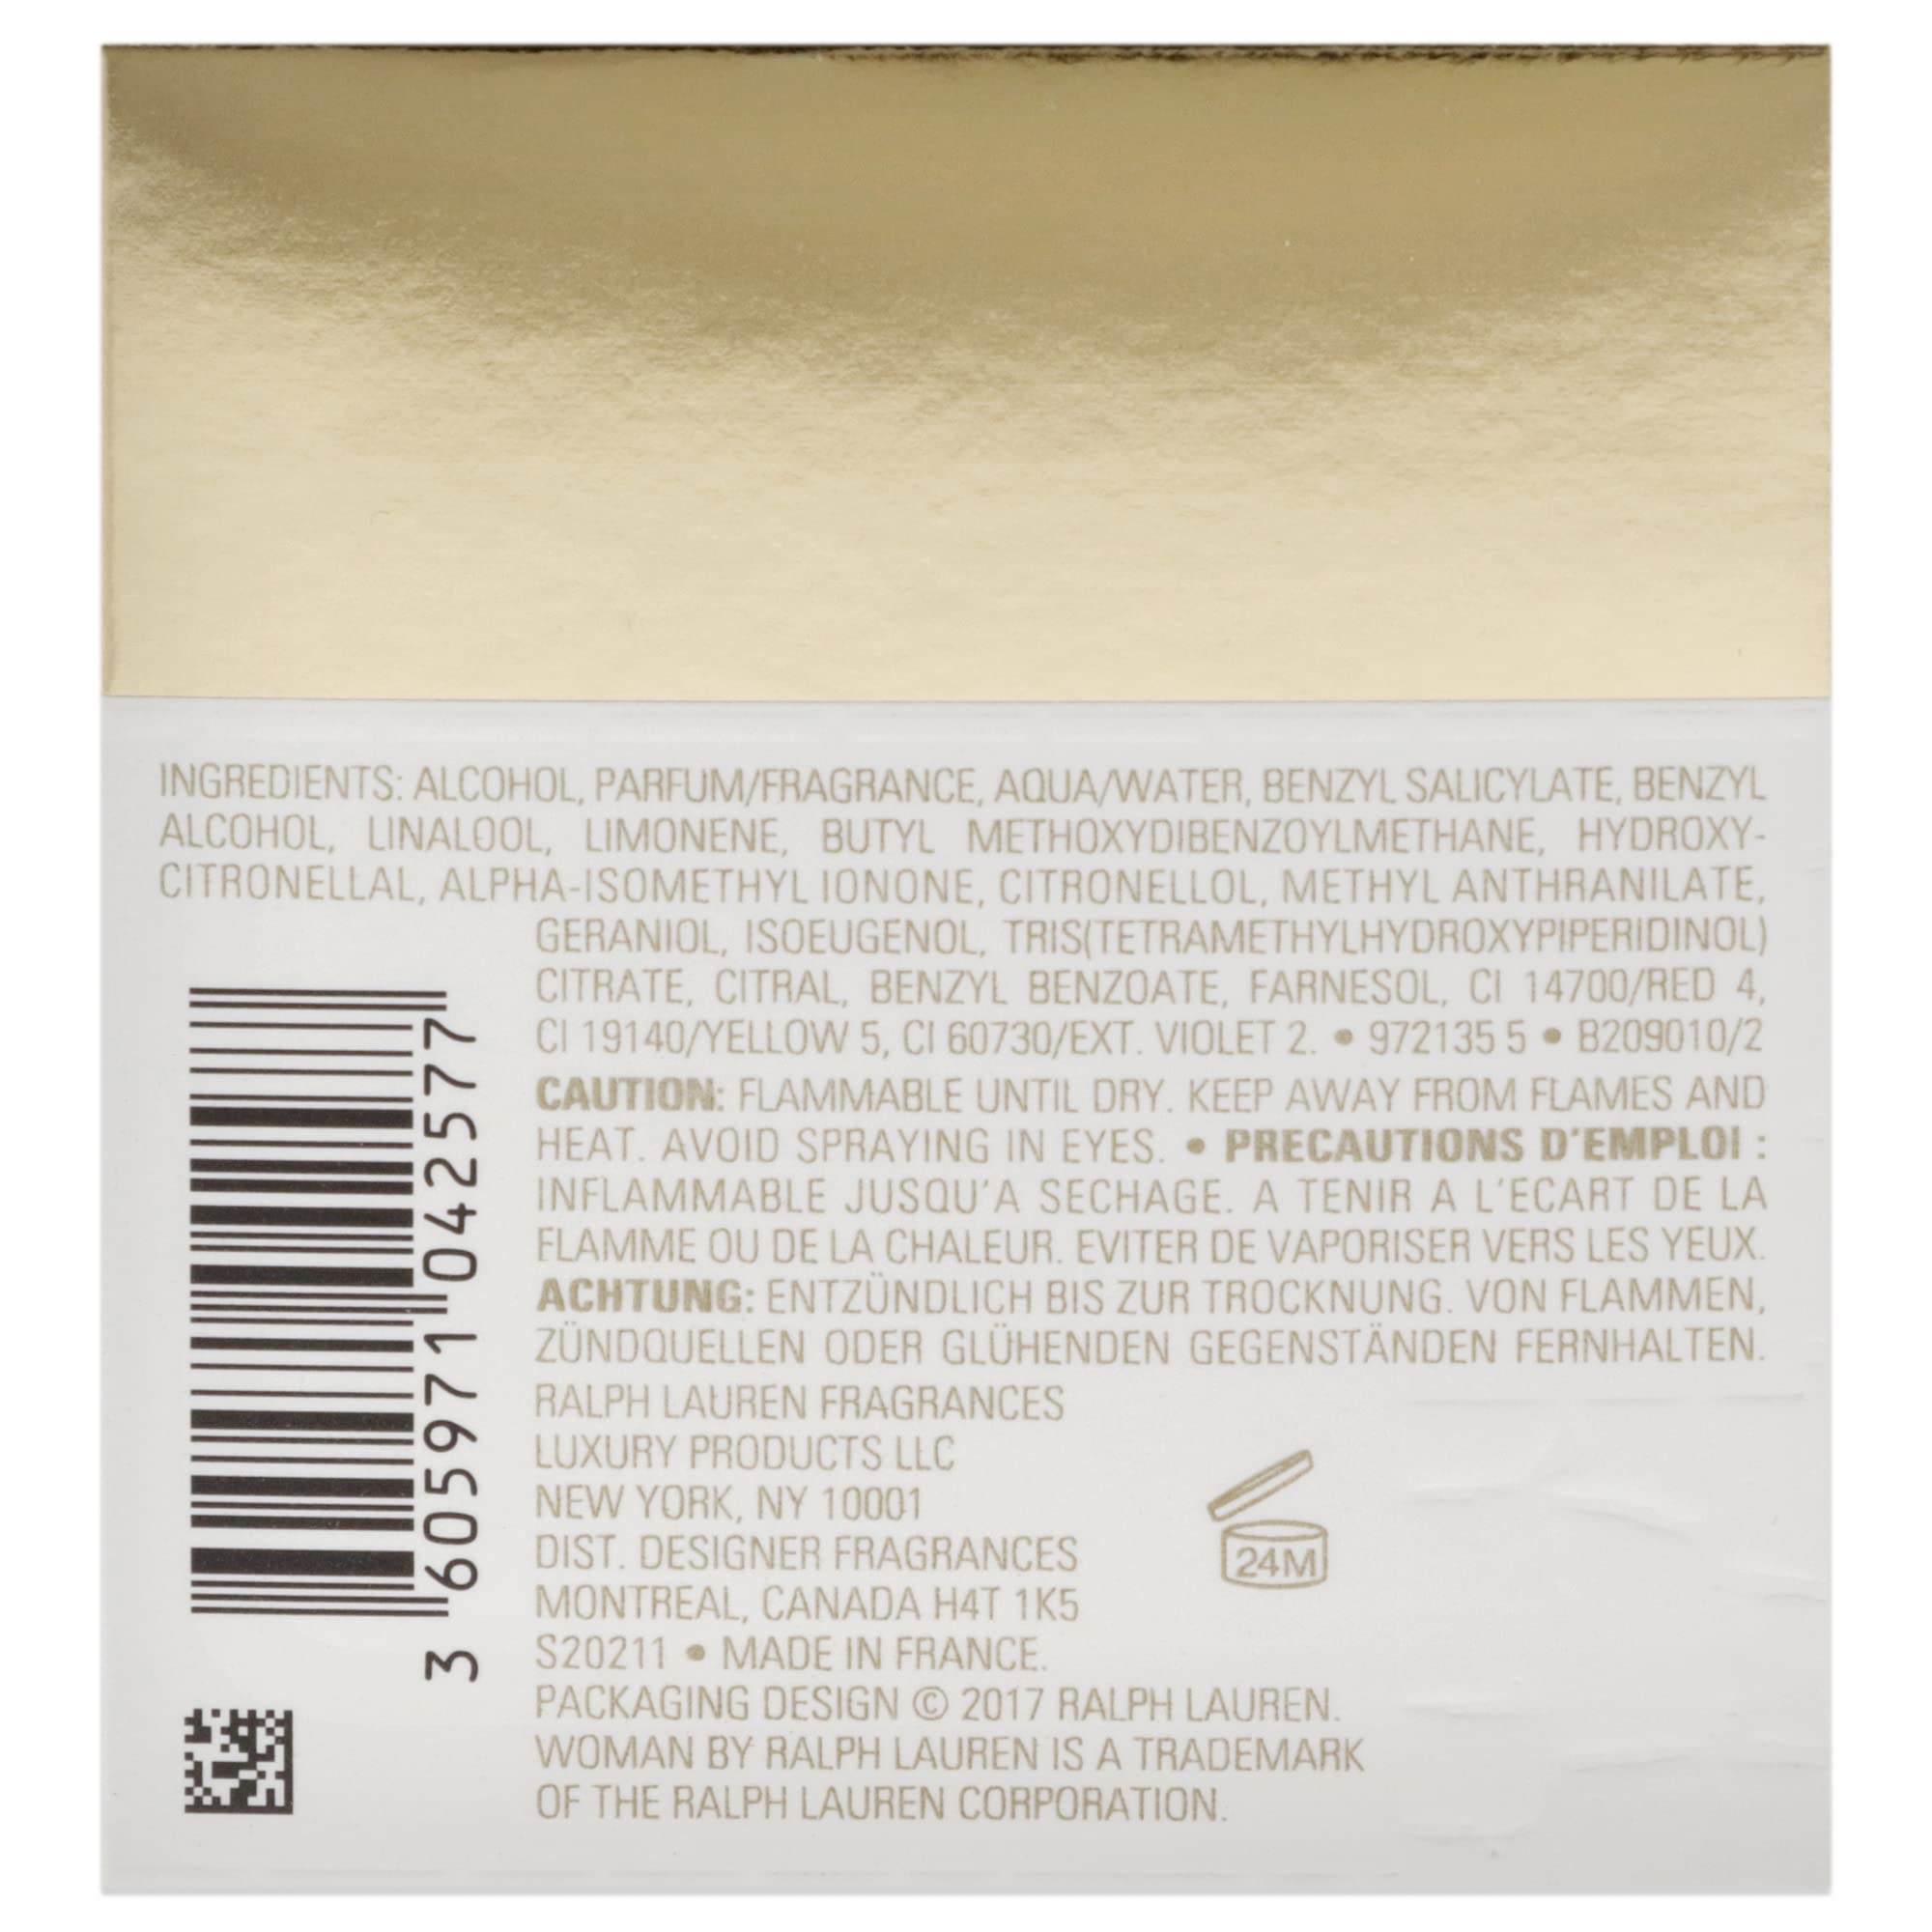 INGREDIENTS: ALCOHOL, PARFUM/FRAGRANCE, AQUA/WATER, BENZYL SALICYLATE, BENZYL
ALCOHOL, LINALOOL, LIMONENE, BUTYL METHOXYDIBENZOYLMETHANE, HYDROXY-
CITRONELLAL, ALPHA-ISOMETHYL IONONE, CITRONELLOL, METHYL ANTHRANILATE,
GERANIOL, ISOEUGENOL, TRIS(TETRAMETHYLHYDROXYPIPERIDINOL)
CITRATE, CITRAL, BENZYL BENZOATE, FARNESOL, CI 14700/RED 4,
CI 19140/YELLOW 5, CI 60730/EXT. VIOLET 2. • 972135 5 • B209010/2
CAUTION: FLAMMABLE UNTIL DRY. KEEP AWAY FROM FLAMES AND
HEAT. AVOID SPRAYING IN EYES. • PRECAUTIONS D'EMPLOI :
INFLAMMABLE JUSQU'A SECHAGE. A TENIR A L'ECART DE LA
FLAMME OU DE LA CHALEUR. EVITER DE VAPORISER VERS LES YEUX.
ACHTUNG: ENTZÜNDLICH BIS ZUR TROCKNUNG. VON FLAMMEN,
ZÜNDQUELLEN ODER GLÜHENDEN GEGENSTÄNDEN FERNHALTEN.
RALPH LAUREN FRAGRANCES
LUXURY PRODUCTS LLC
NEW YORK, NY 10001
DIST. DESIGNER FRAGRANCES
MONTREAL, CANADA H4T 1K5
S20211 • MADE IN FRANCE.
PACKAGING DESIGN © 2017 RALPH LAUREN.
WOMAN BY RALPH LAUREN IS A TRADEMARK
OF THE RALPH LAUREN CORPORATION.
24M
3 605971 042577